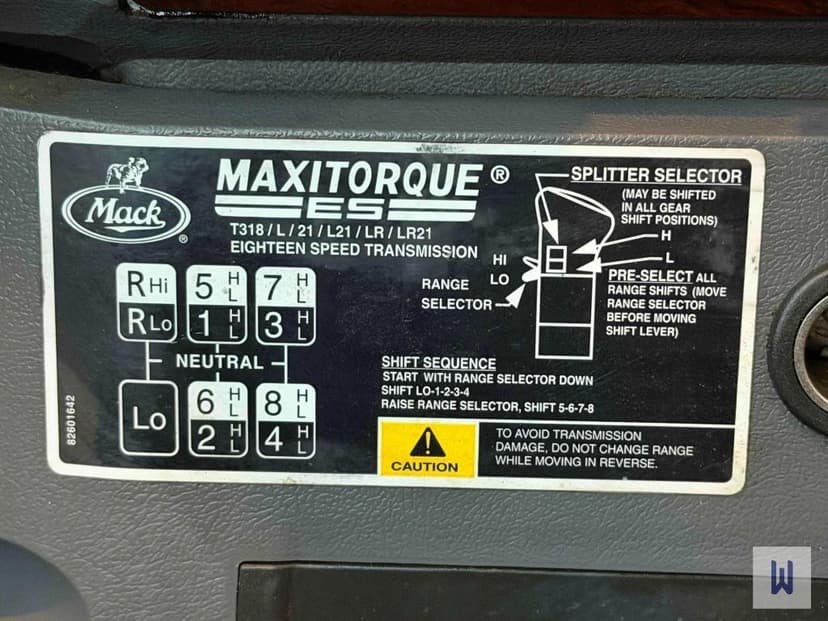 Mack®
MAXITORQUE®
ES
T318 / L / 21 / L21 / LR / LR21
EIGHTEEN SPEED TRANSMISSION
R HI 5 H L 7 H L
R LO 1 H L 3 H L
NEUTRAL
Lo 6 H L 8 H L
2 H L 4 H L
82601642
SPLITTER SELECTOR
(MAY BE SHIFTED
IN ALL GEAR
SHIFT POSITIONS)
H
L
HI
LO
RANGE
SELECTOR
PRE-SELECT ALL
RANGE SHIFTS (MOVE
RANGE SELECTOR
BEFORE MOVING
SHIFT LEVER)
SHIFT SEQUENCE
START WITH RANGE SELECTOR DOWN
SHIFT LO-1-2-3-4
RAISE RANGE SELECTOR, SHIFT 5-6-7-8
CAUTION
TO AVOID TRANSMISSION
DAMAGE, DO NOT CHANGE RANGE
WHILE MOVING IN REVERSE.
W